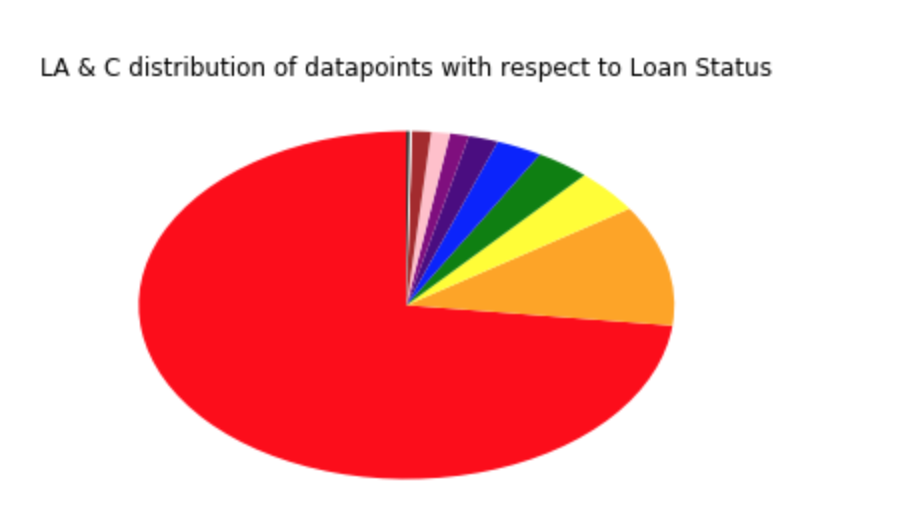 LA & C distribution of datapoints with respect to Loan Status